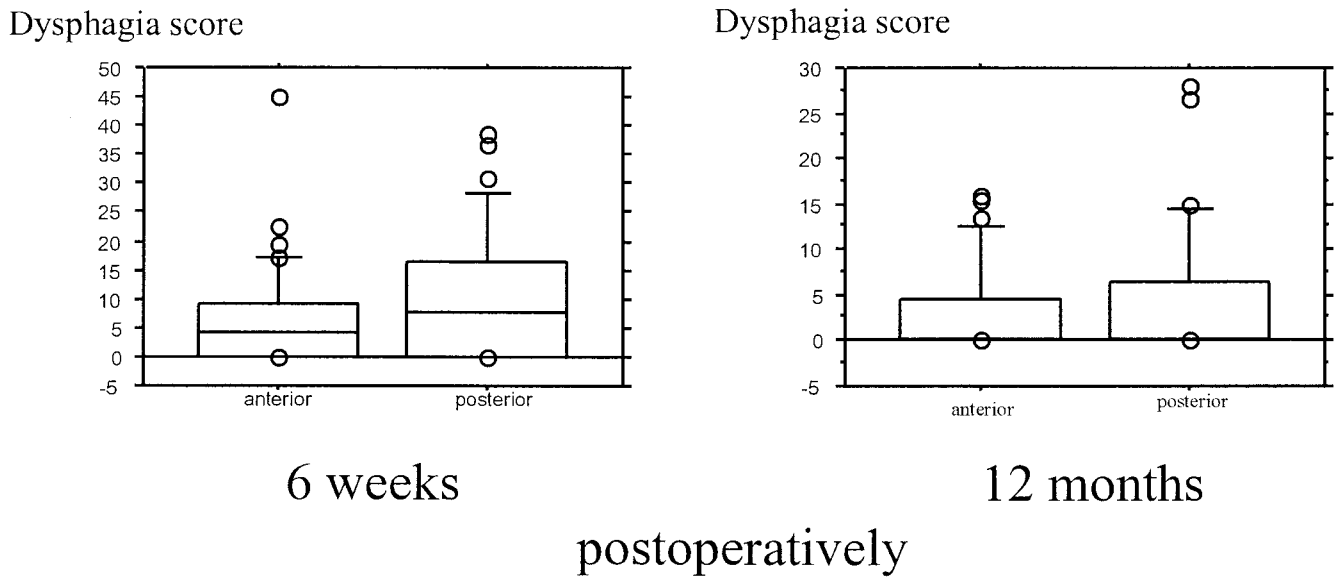 Dysphagia score
50
45
40
35
30
25
20
15
10
5
0
-5
anterior posterior
6 weeks
Dysphagia score
30
25
20
15
10
5
0
-5
anterior posterior
12 months
postoperatively